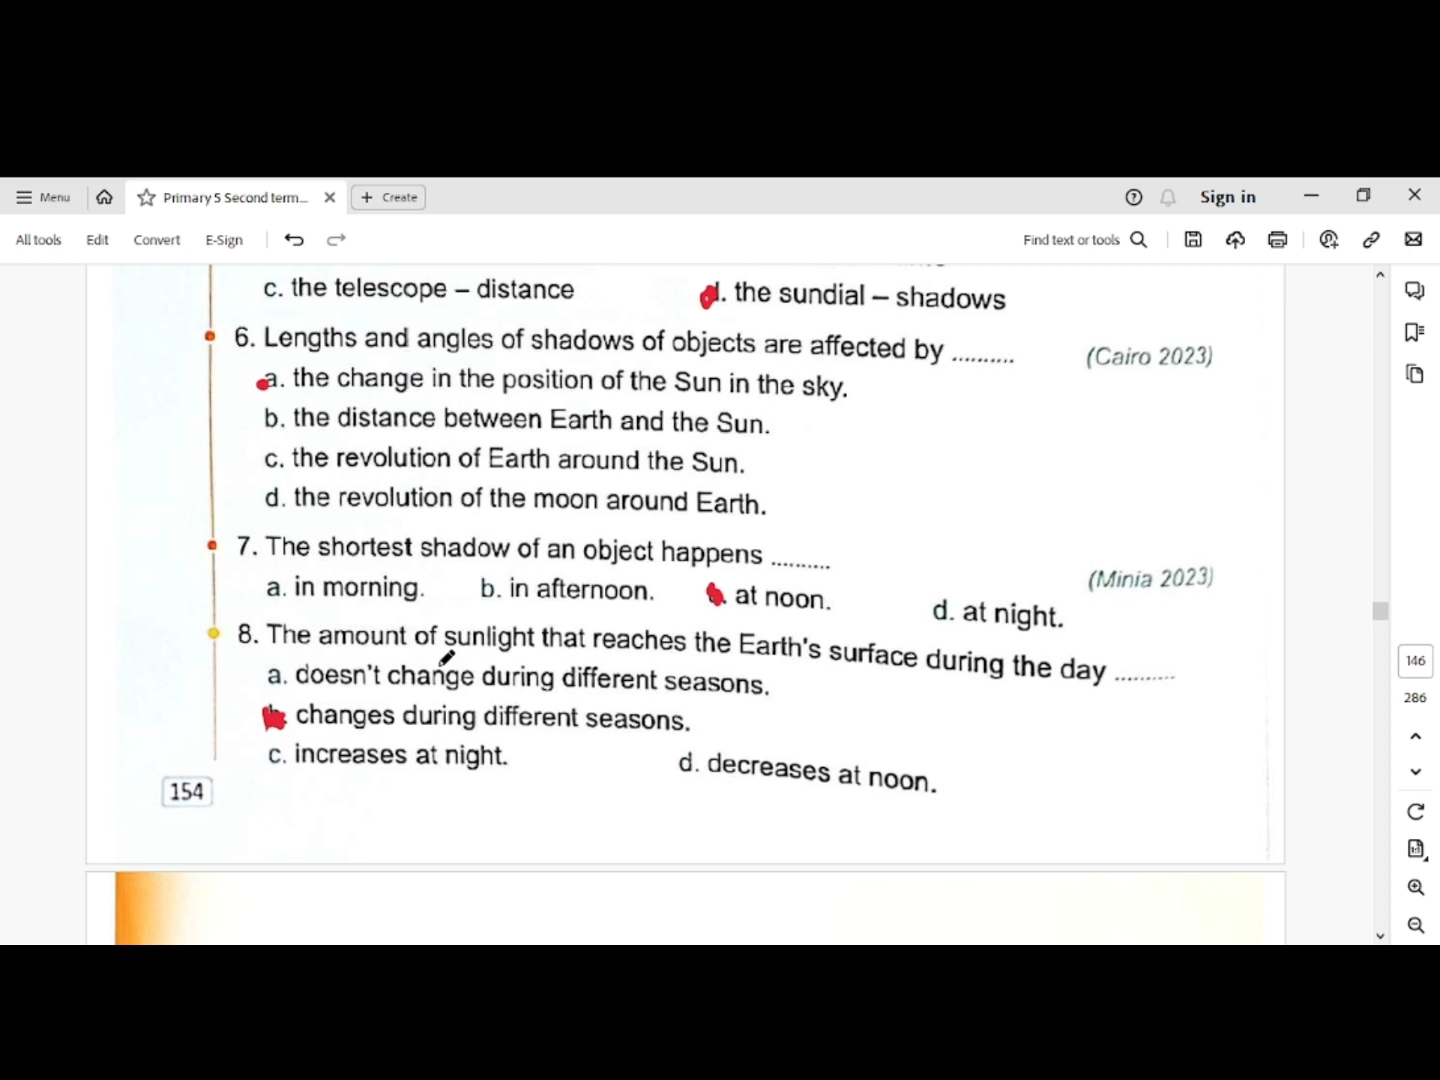 Menu
Primary 5 Second term...
Create
Sign in
All tools
Edit
Convert
E-Sign
Find text or tools
c. the telescope – distance
d. the sundial – shadows
6. Lengths and angles of shadows of objects are affected by ..........
(Cairo 2023)
a. the change in the position of the Sun in the sky.
b. the distance between Earth and the Sun.
c. the revolution of Earth around the Sun.
d. the revolution of the moon around Earth.
7. The shortest shadow of an object happens ..........
(Minia 2023)
a. in morning.
b. in afternoon.
at noon.
d. at night.
8. The amount of sunlight that reaches the Earth's surface during the day ..........
a. doesn't change during different seasons.
b. changes during different seasons.
c. increases at night.
d. decreases at noon.
154
146
286